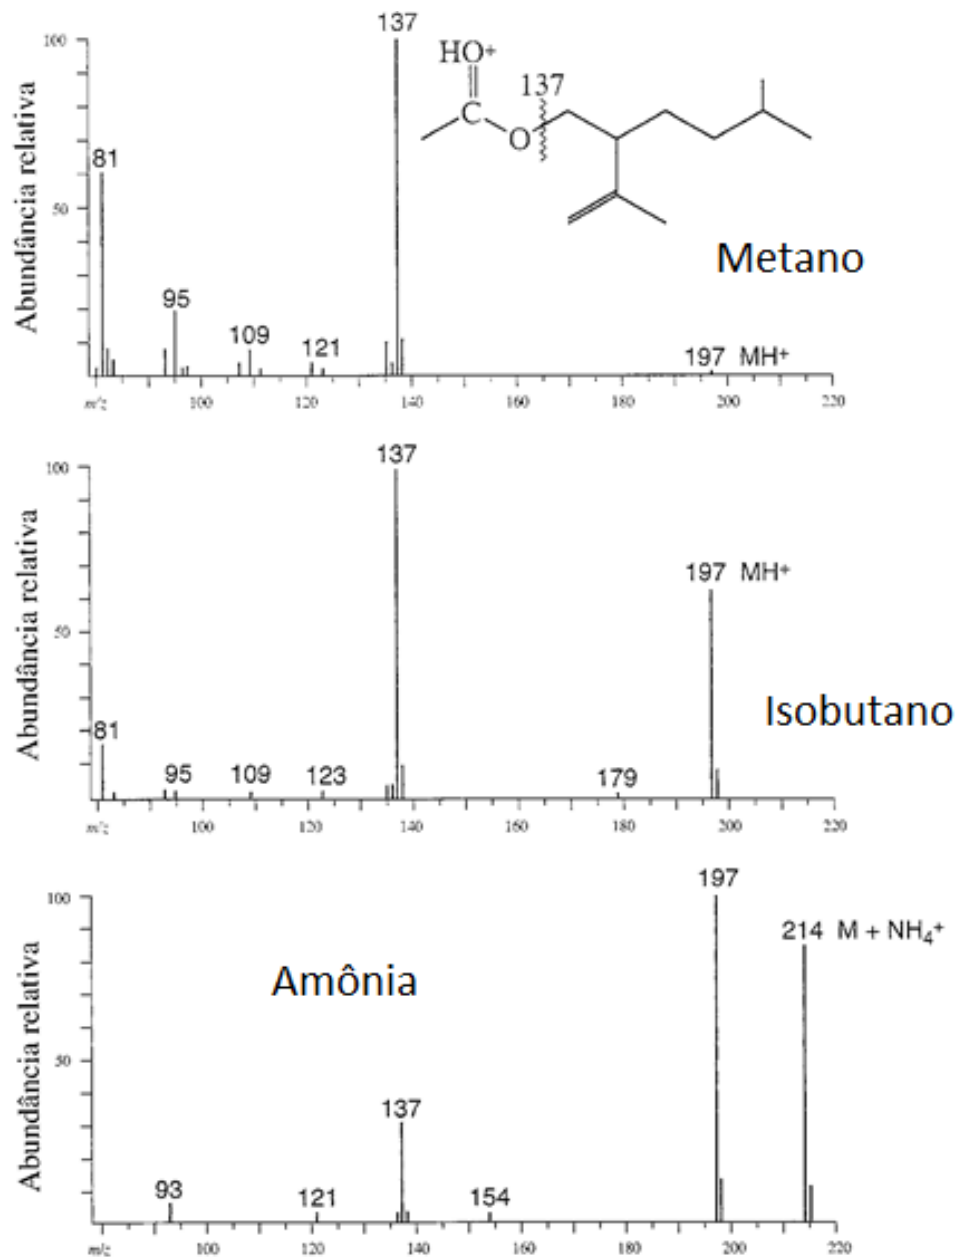 137
100
HO+
137
C
81
O
50
Metano
95
109
121
197 MH+
Abundância relativa
m/z 100 120 140 160 180 200 220
137
100
197 MH+
50
Isobutano
81
95 109 123
179
Abundância relativa
m/z 100 120 140 160 180 200 220
197
100
214 M + NH4+
Amônia
50
137
93
121
154
Abundância relativa
m/z 100 120 140 160 180 200 220